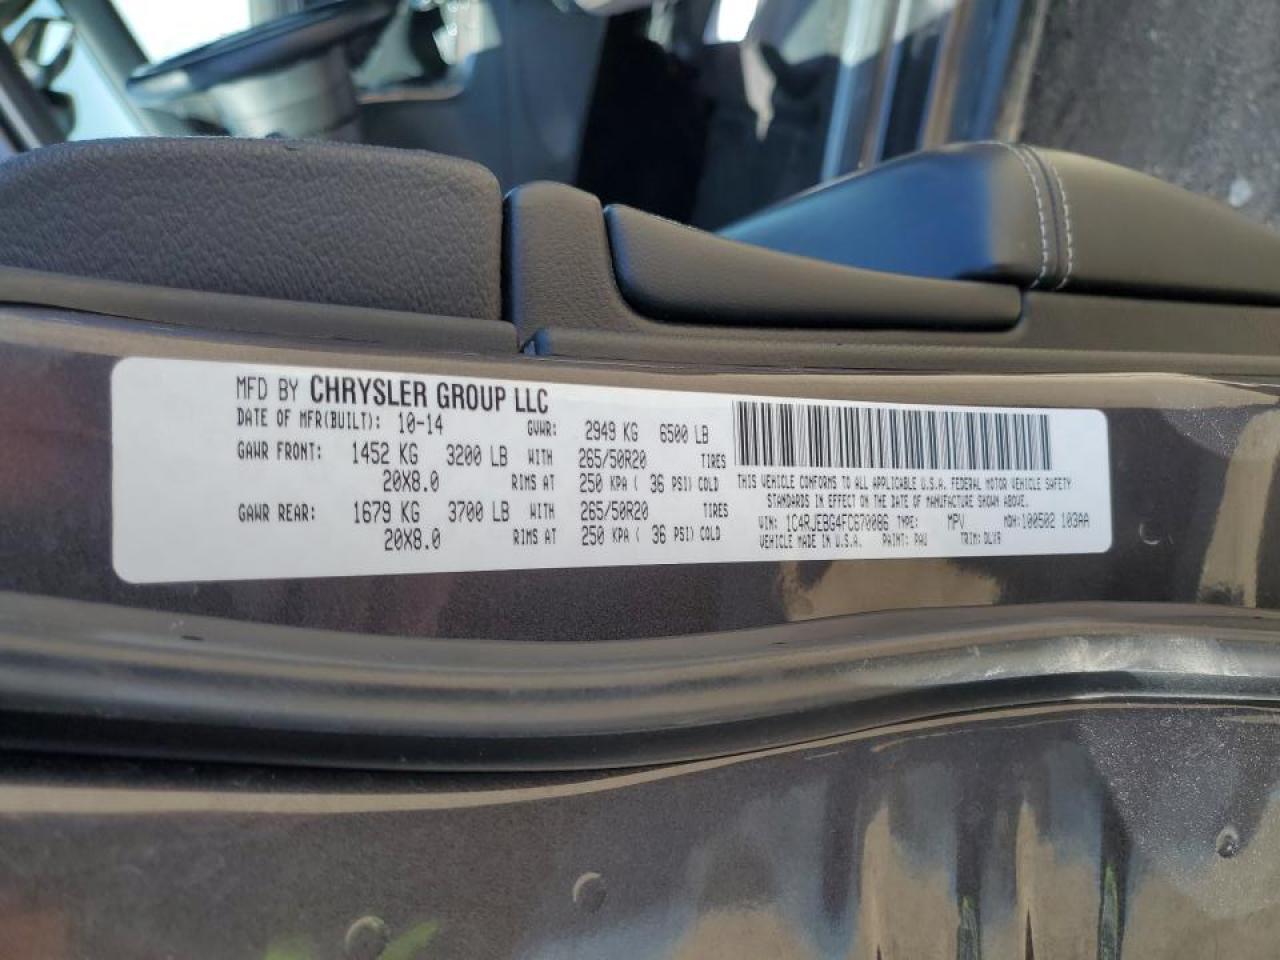 MFD BY CHRYSLER GROUP LLC
DATE OF MFR(BUILT): 10-14 GVWR: 2949 KG 6500 LB
GAWR FRONT: 1452 KG 3200 LB WITH 265/50R20 TIRES
20X8.0 RIMS AT 250 KPA ( 36 PSI) COLD
GAWR REAR: 1679 KG 3700 LB WITH 265/50R20 TIRES
20X8.0 RIMS AT 250 KPA ( 36 PSI) COLD
THIS VEHICLE CONFORMS TO ALL APPLICABLE U.S.A. FEDERAL MOTOR VEHICLE SAFETY
STANDARDS IN EFFECT ON THE DATE OF MANUFACTURE SHOWN ABOVE.
VIN: 1C4RJEBG4FC670086 TYPE: MPV MDH: 100502 103AA
VEHICLE MADE IN U.S.A. PAINT: PAU TRIM: DLX9